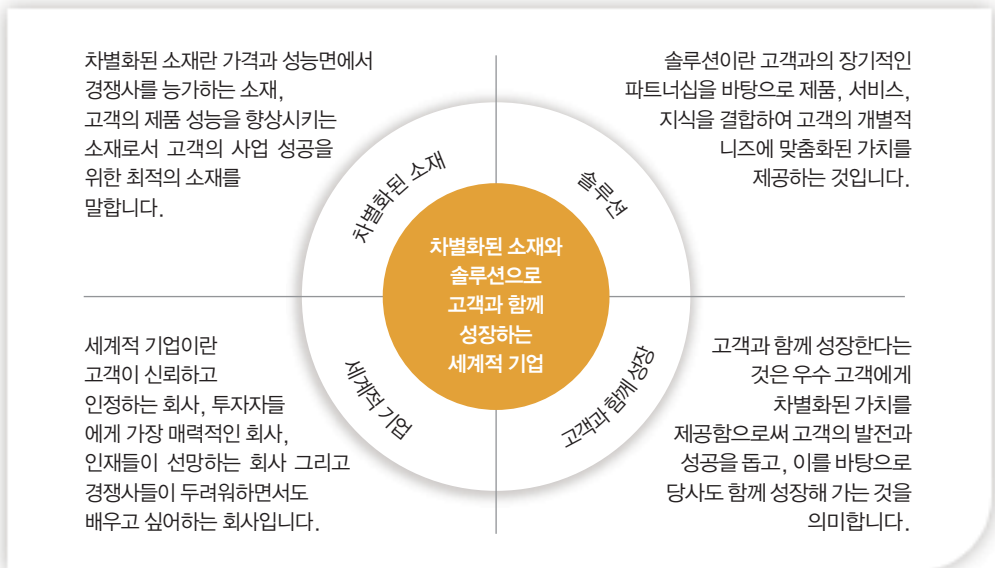 차별화된 소재란 가격과 성능면에서
경쟁사를 능가하는 소재,
고객의 제품 성능을 향상시키는
소재로서 고객의 사업 성공을
위한 최적의 소재를
말합니다.
솔루션이란 고객과의 장기적인
파트너십을 바탕으로 제품, 서비스,
지식을 결합하여 고객의 개별적
니즈에 맞춤화된 가치를
제공하는 것입니다.
차별화된 소재
솔루션
차별화된 소재와
솔루션으로
고객과 함께
성장하는
세계적 기업
세계적 기업
고객과 함께 성장
세계적 기업이란
고객이 신뢰하고
인정하는 회사, 투자자들
에게 가장 매력적인 회사,
인재들이 선망하는 회사 그리고
경쟁사들이 두려워하면서도
배우고 싶어하는 회사입니다.
고객과 함께 성장한다는
것은 우수 고객에게
차별화된 가치를
제공함으로써 고객의 발전과
성공을 돕고, 이를 바탕으로
당사도 함께 성장해 가는 것을
의미합니다.